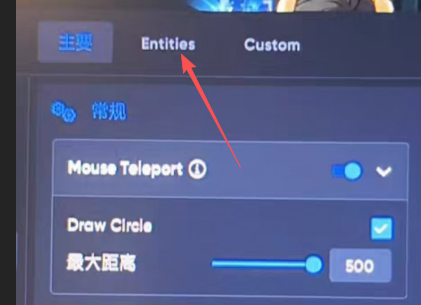 主要 Entities Custom
常规
Mouse Teleport
Draw Circle
最大距离 500